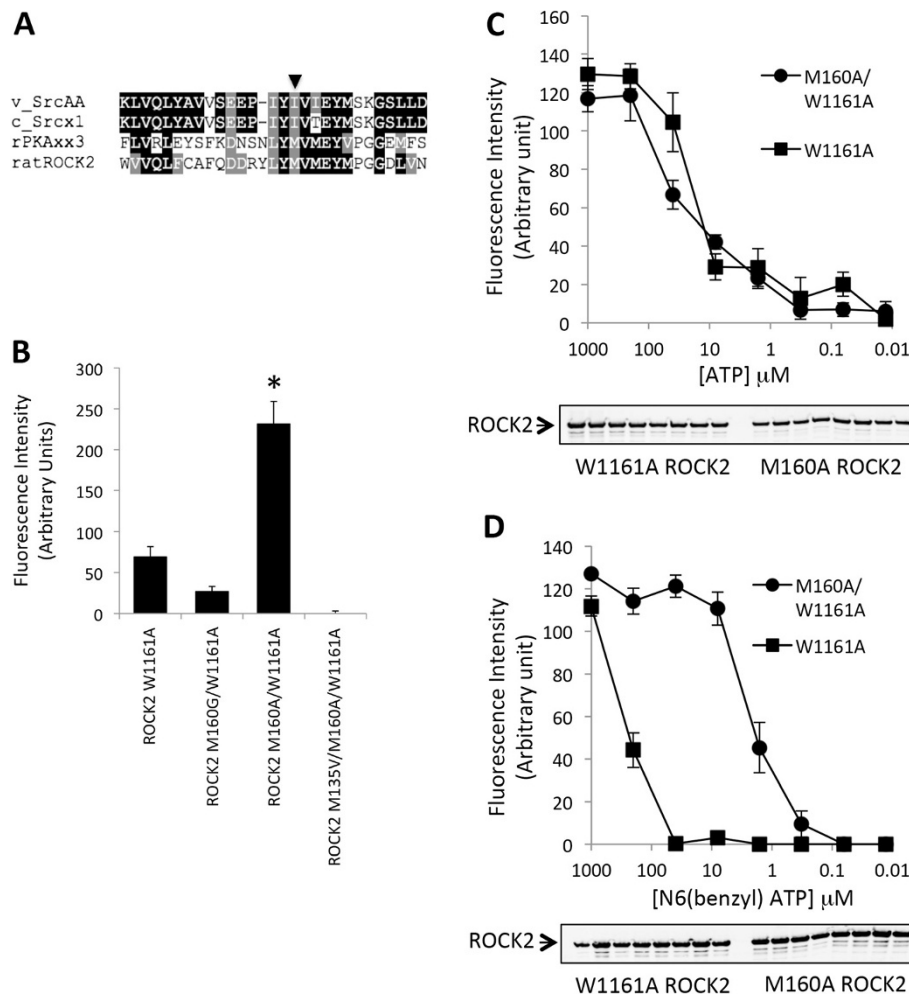 A
v_SrcAA KLVQLYAVVSEEP-IYIVIEYMSKGSLLD
c_Srcx1 KLVQLYAVVSEEP-IYIVTEYMSKGSLLD
rPKAxx3 FLVRLEYSFKDNSNLYMVMEYVPGGEMFS
ratROCK2 WVVQLFCAFQDDRYLYMVMEYMPGGDLVN
B
Fluorescence Intensity
(Arbitrary Units)
300
250
200
150
100
50
0
*
ROCK2 W1161A
ROCK2 M160G/W1161A
ROCK2 M160A/W1161A
ROCK2 M135V//M160A/W1161A
C
Fluorescence Intensity
(Arbitrary unit)
160
140
120
100
80
60
40
20
0
M160A/
W1161A
W1161A
1000 100 10 1 0.1 0.01
[ATP] μM
ROCK2
W1161A ROCK2 M160A ROCK2
D
Fluorescence Intensity
(Arbitrary unit)
140
120
100
80
60
40
20
0
M160A/
W1161A
W1161A
1000 100 10 1 0.1 0.01
[N6(benzyl) ATP] μM
ROCK2
W1161A ROCK2 M160A ROCK2